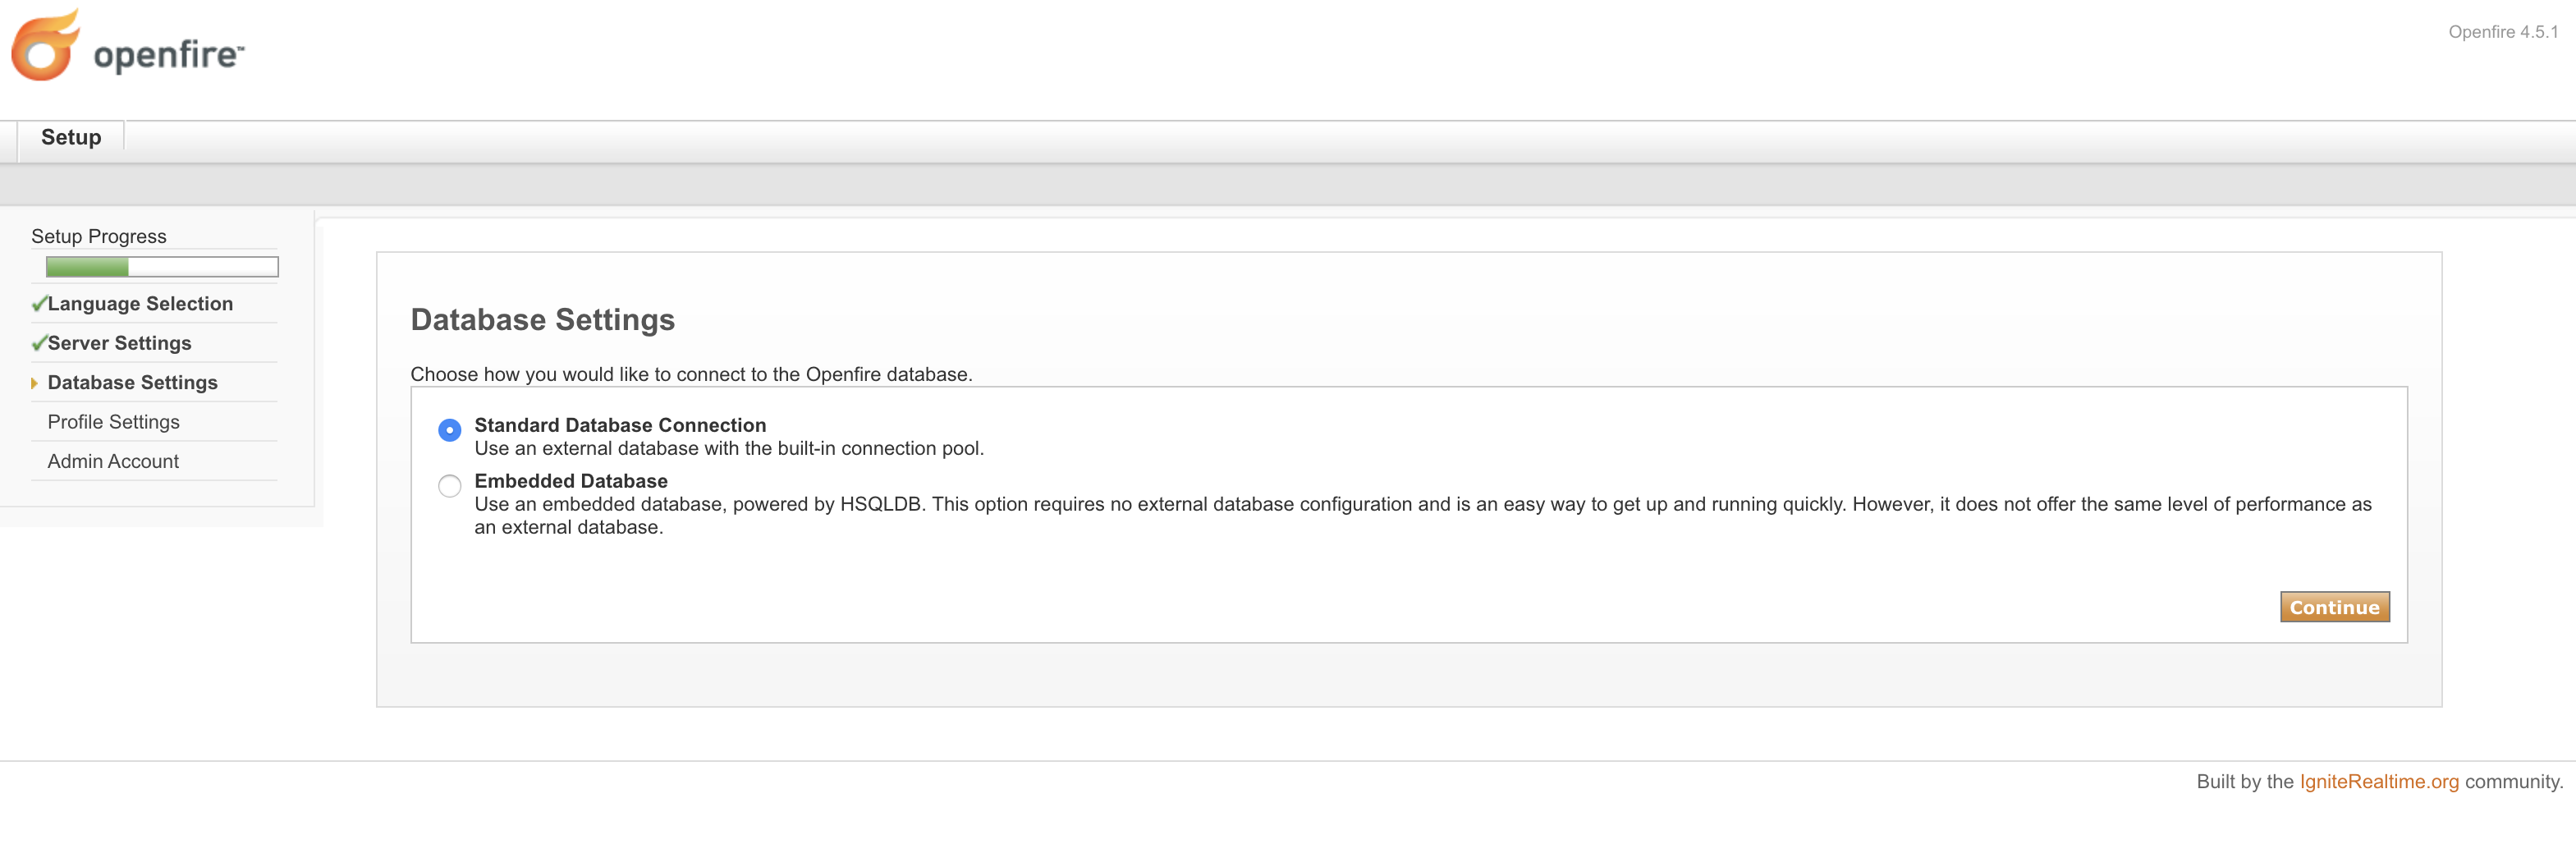 openfire™
Openfire 4.5.1
Setup
Setup Progress
Language Selection
Server Settings
Database Settings
Profile Settings
Admin Account
Database Settings
Choose how you would like to connect to the Openfire database.
Standard Database Connection
Use an external database with the built-in connection pool.
Embedded Database
Use an embedded database, powered by HSQLDB. This option requires no external database configuration and is an easy way to get up and running quickly. However, it does not offer the same level of performance as
an external database.
Continue
Built by the IgniteRealtime.org community.